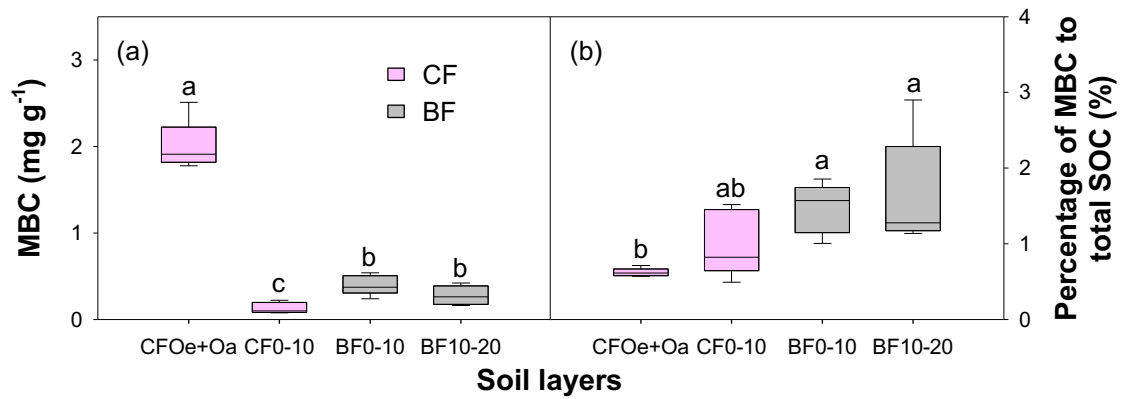 (a)
(b)
CF
BF
MBC (mg g-1)
3
2
1
0
a
c
b
b
CFOe+Oa CF0-10 BF0-10 BF10-20
b
ab
a
a
CFOe+Oa CF0-10 BF0-10 BF10-20
4
3
2
1
0
Percentage of MBC to
total SOC (%)
Soil layers